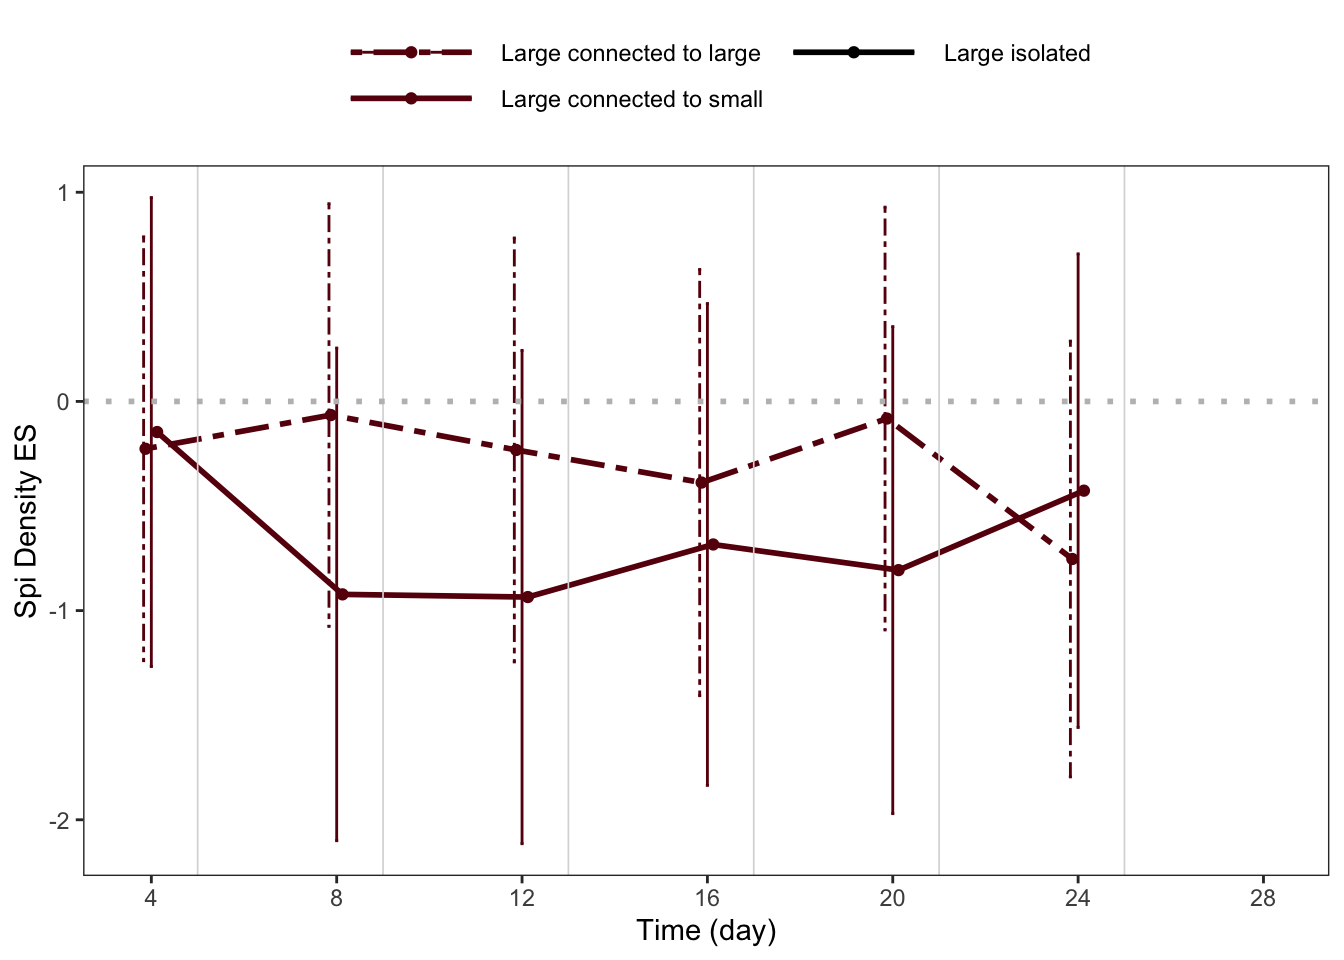 Large connected to large
Large isolated
Large connected to small
Spi Density ES
1
0
-1
-2
4 8 12 16 20 24 28
Time (day)